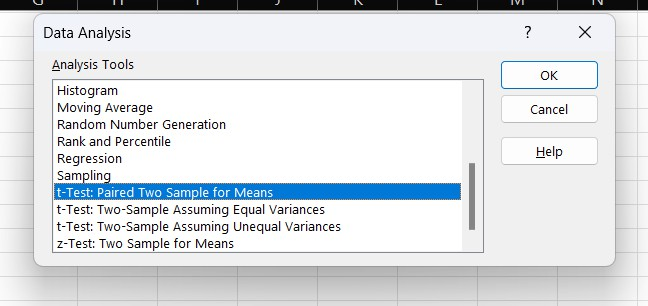 G H I J K L M N
Data Analysis ? ×
Analysis Tools
Histogram
Moving Average
Random Number Generation
Rank and Percentile
Regression
Sampling
t-Test: Paired Two Sample for Means
t-Test: Two-Sample Assuming Equal Variances
t-Test: Two-Sample Assuming Unequal Variances
z-Test: Two Sample for Means
OK
Cancel
Help